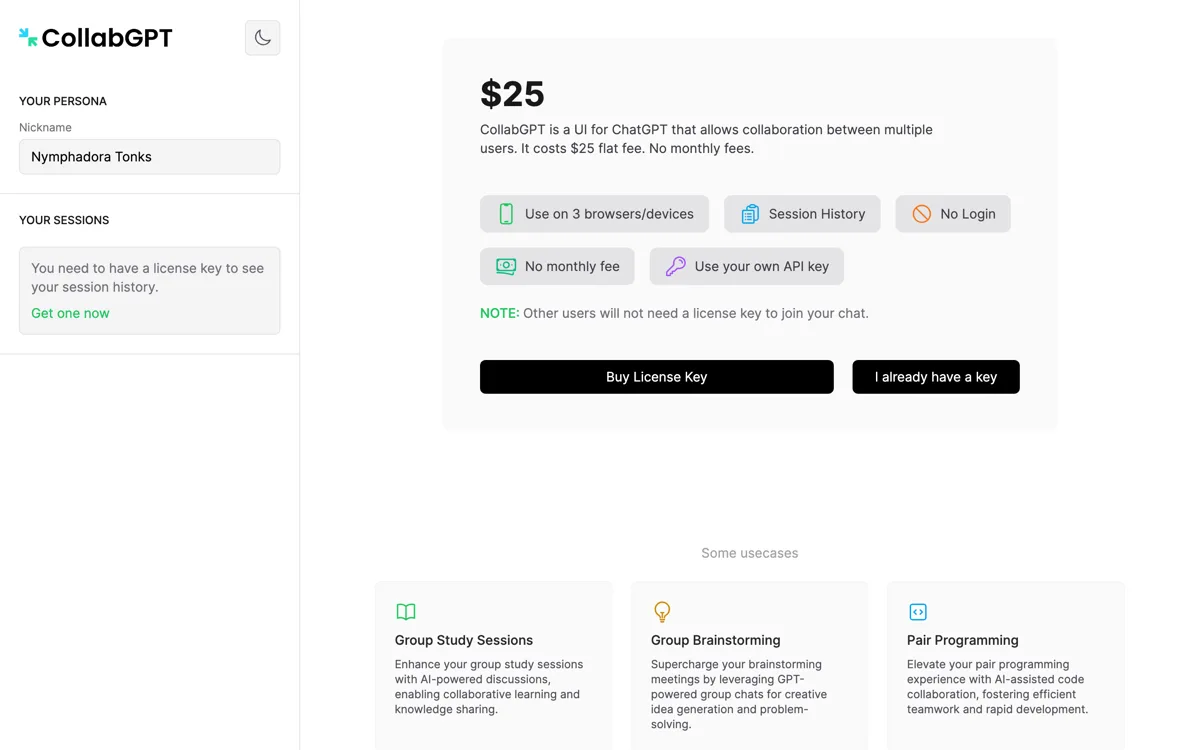 CollabGPT
YOUR PERSONA
Nickname
Nymphadora Tonks
YOUR SESSIONS
You need to have a license key to see
your session history.
Get one now
$25
CollabGPT is a UI for ChatGPT that allows collaboration between multiple
users. It costs $25 flat fee. No monthly fees.
Use on 3 browsers/devices
Session History
No Login
No monthly fee
Use your own API key
NOTE: Other users will not need a license key to join your chat.
Buy License Key
I already have a key
Some usecases
Group Study Sessions
Enhance your group study sessions
with AI-powered discussions,
enabling collaborative learning and
knowledge sharing.
Group Brainstorming
Supercharge your brainstorming
meetings by leveraging GPT-
powered group chats for creative
idea generation and problem-
solving.
Pair Programming
Elevate your pair programming
experience with AI-assisted code
collaboration, fostering efficient
teamwork and rapid development.